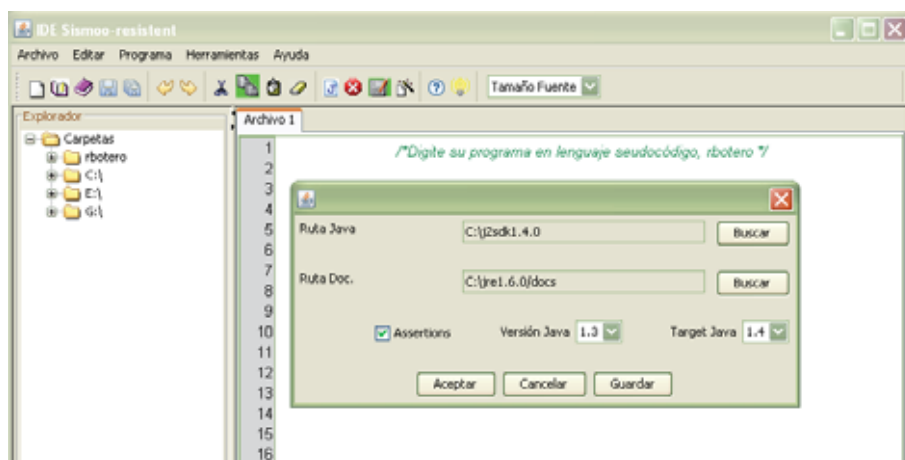 IDE Sismoo-resistent
Archivo Editar Programa Herramientas Ayuda
Tamaño Fuente
Explorador
Carpetas
rbotero
C:\
E:\
G:\
Archivo 1
1
2
3
4
5
6
7
8
9
10
11
12
13
14
15
16
/*Digite su programa en lenguaje seudocódigo, rbotero */
Ruta Java C:\j2sdk1.4.0 Buscar
Ruta Doc. C:\jre1.6.0/docs Buscar
Assertions Versión Java 1.3 Target Java 1.4
Aceptar Cancelar Guardar